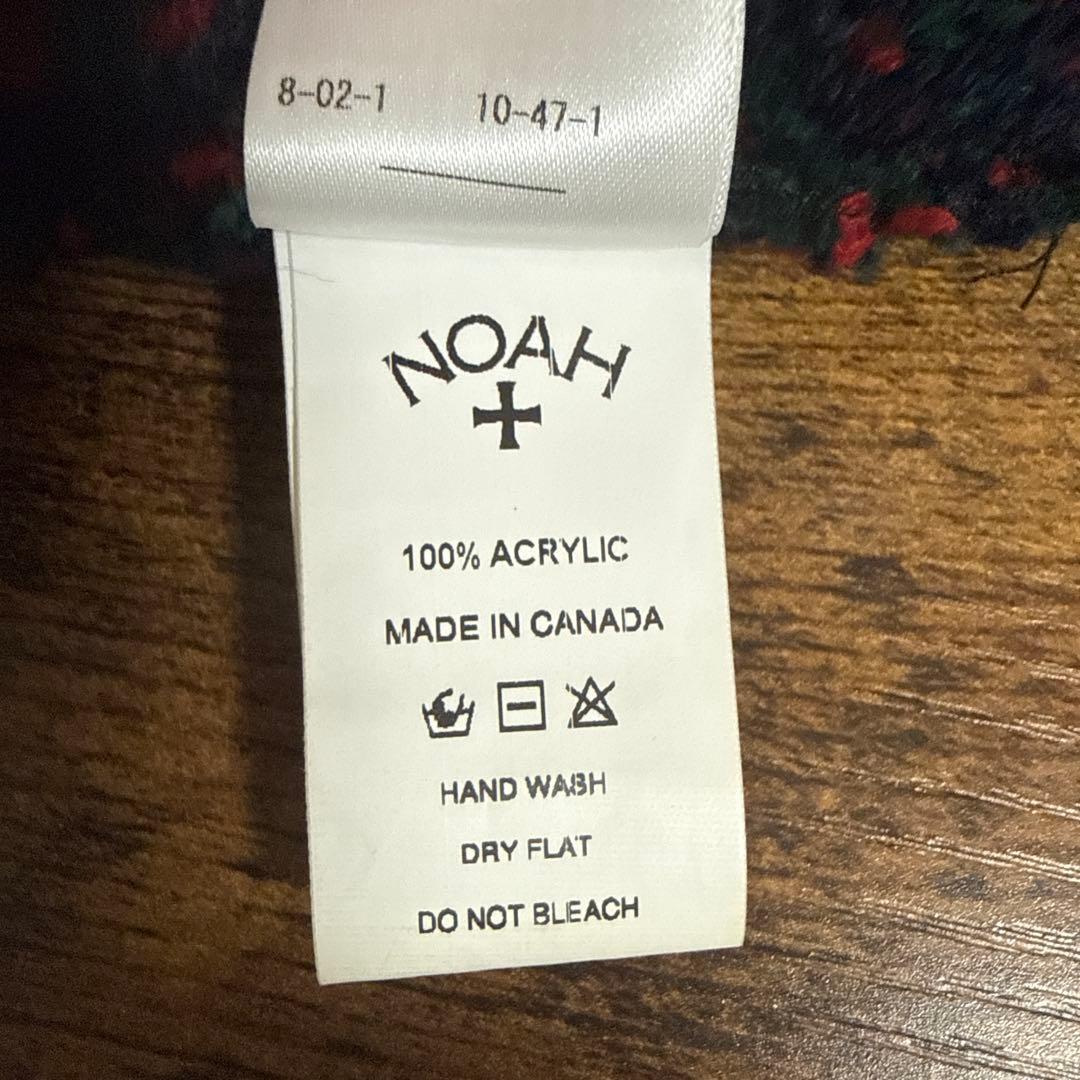 8-02-1 10-47-1
NOAH
100% ACRYLIC
MADE IN CANADA
HAND WASH
DRY FLAT
DO NOT BLEACH